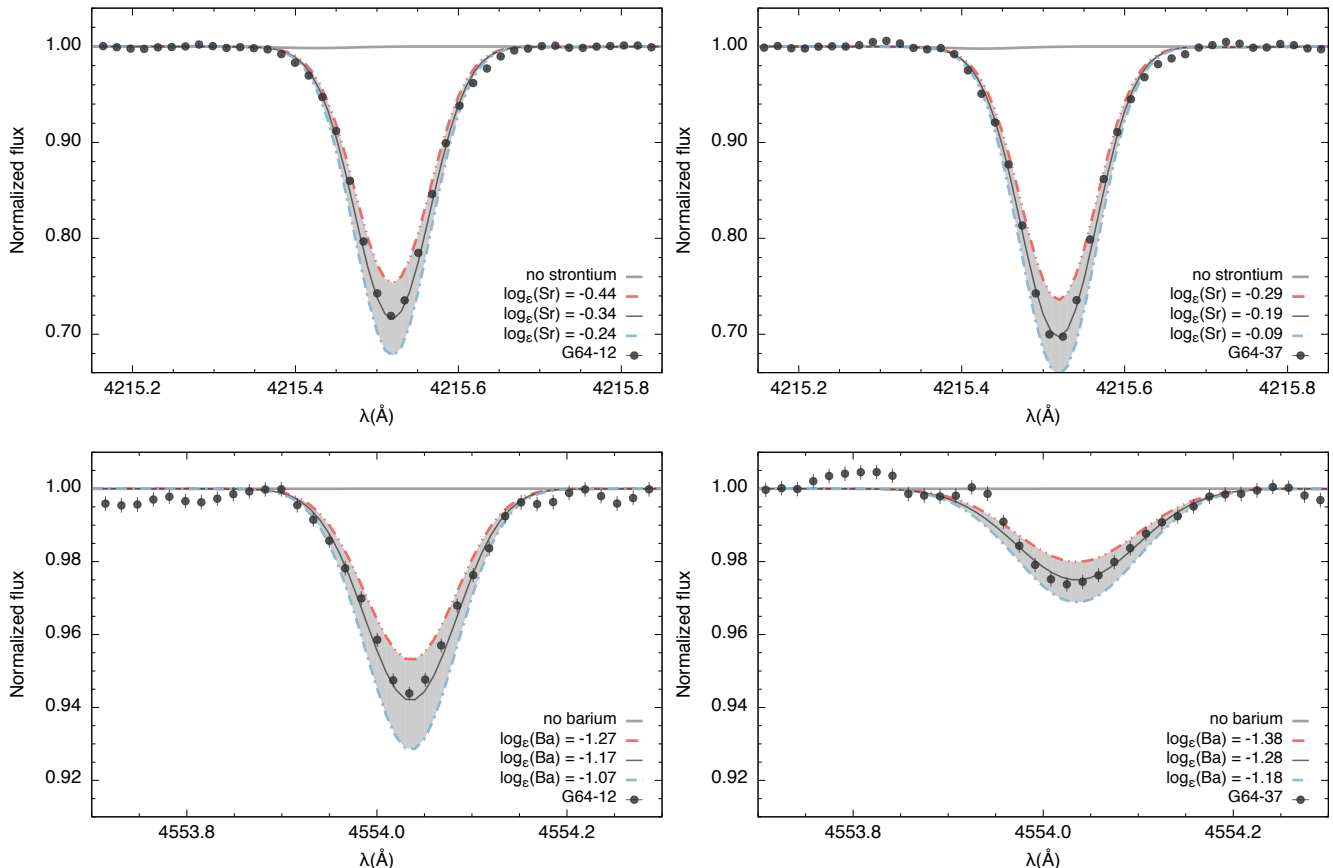 1.00
0.90
0.80
0.70
Normalized flux
no strontium
logε(Sr) = -0.44
logε(Sr) = -0.34
logε(Sr) = -0.24
G64-12
4215.2 4215.4 4215.6 4215.8
λ(Å)
1.00
0.90
0.80
0.70
Normalized flux
no strontium
logε(Sr) = -0.29
logε(Sr) = -0.19
logε(Sr) = -0.09
G64-37
4215.2 4215.4 4215.6 4215.8
λ(Å)
1.00
0.98
0.96
0.94
0.92
Normalized flux
no barium
logε(Ba) = -1.27
logε(Ba) = -1.17
logε(Ba) = -1.07
G64-12
4553.8 4554.0 4554.2
λ(Å)
1.00
0.98
0.96
0.94
0.92
Normalized flux
no barium
logε(Ba) = -1.38
logε(Ba) = -1.28
logε(Ba) = -1.18
G64-37
4553.8 4554.0 4554.2
λ(Å)